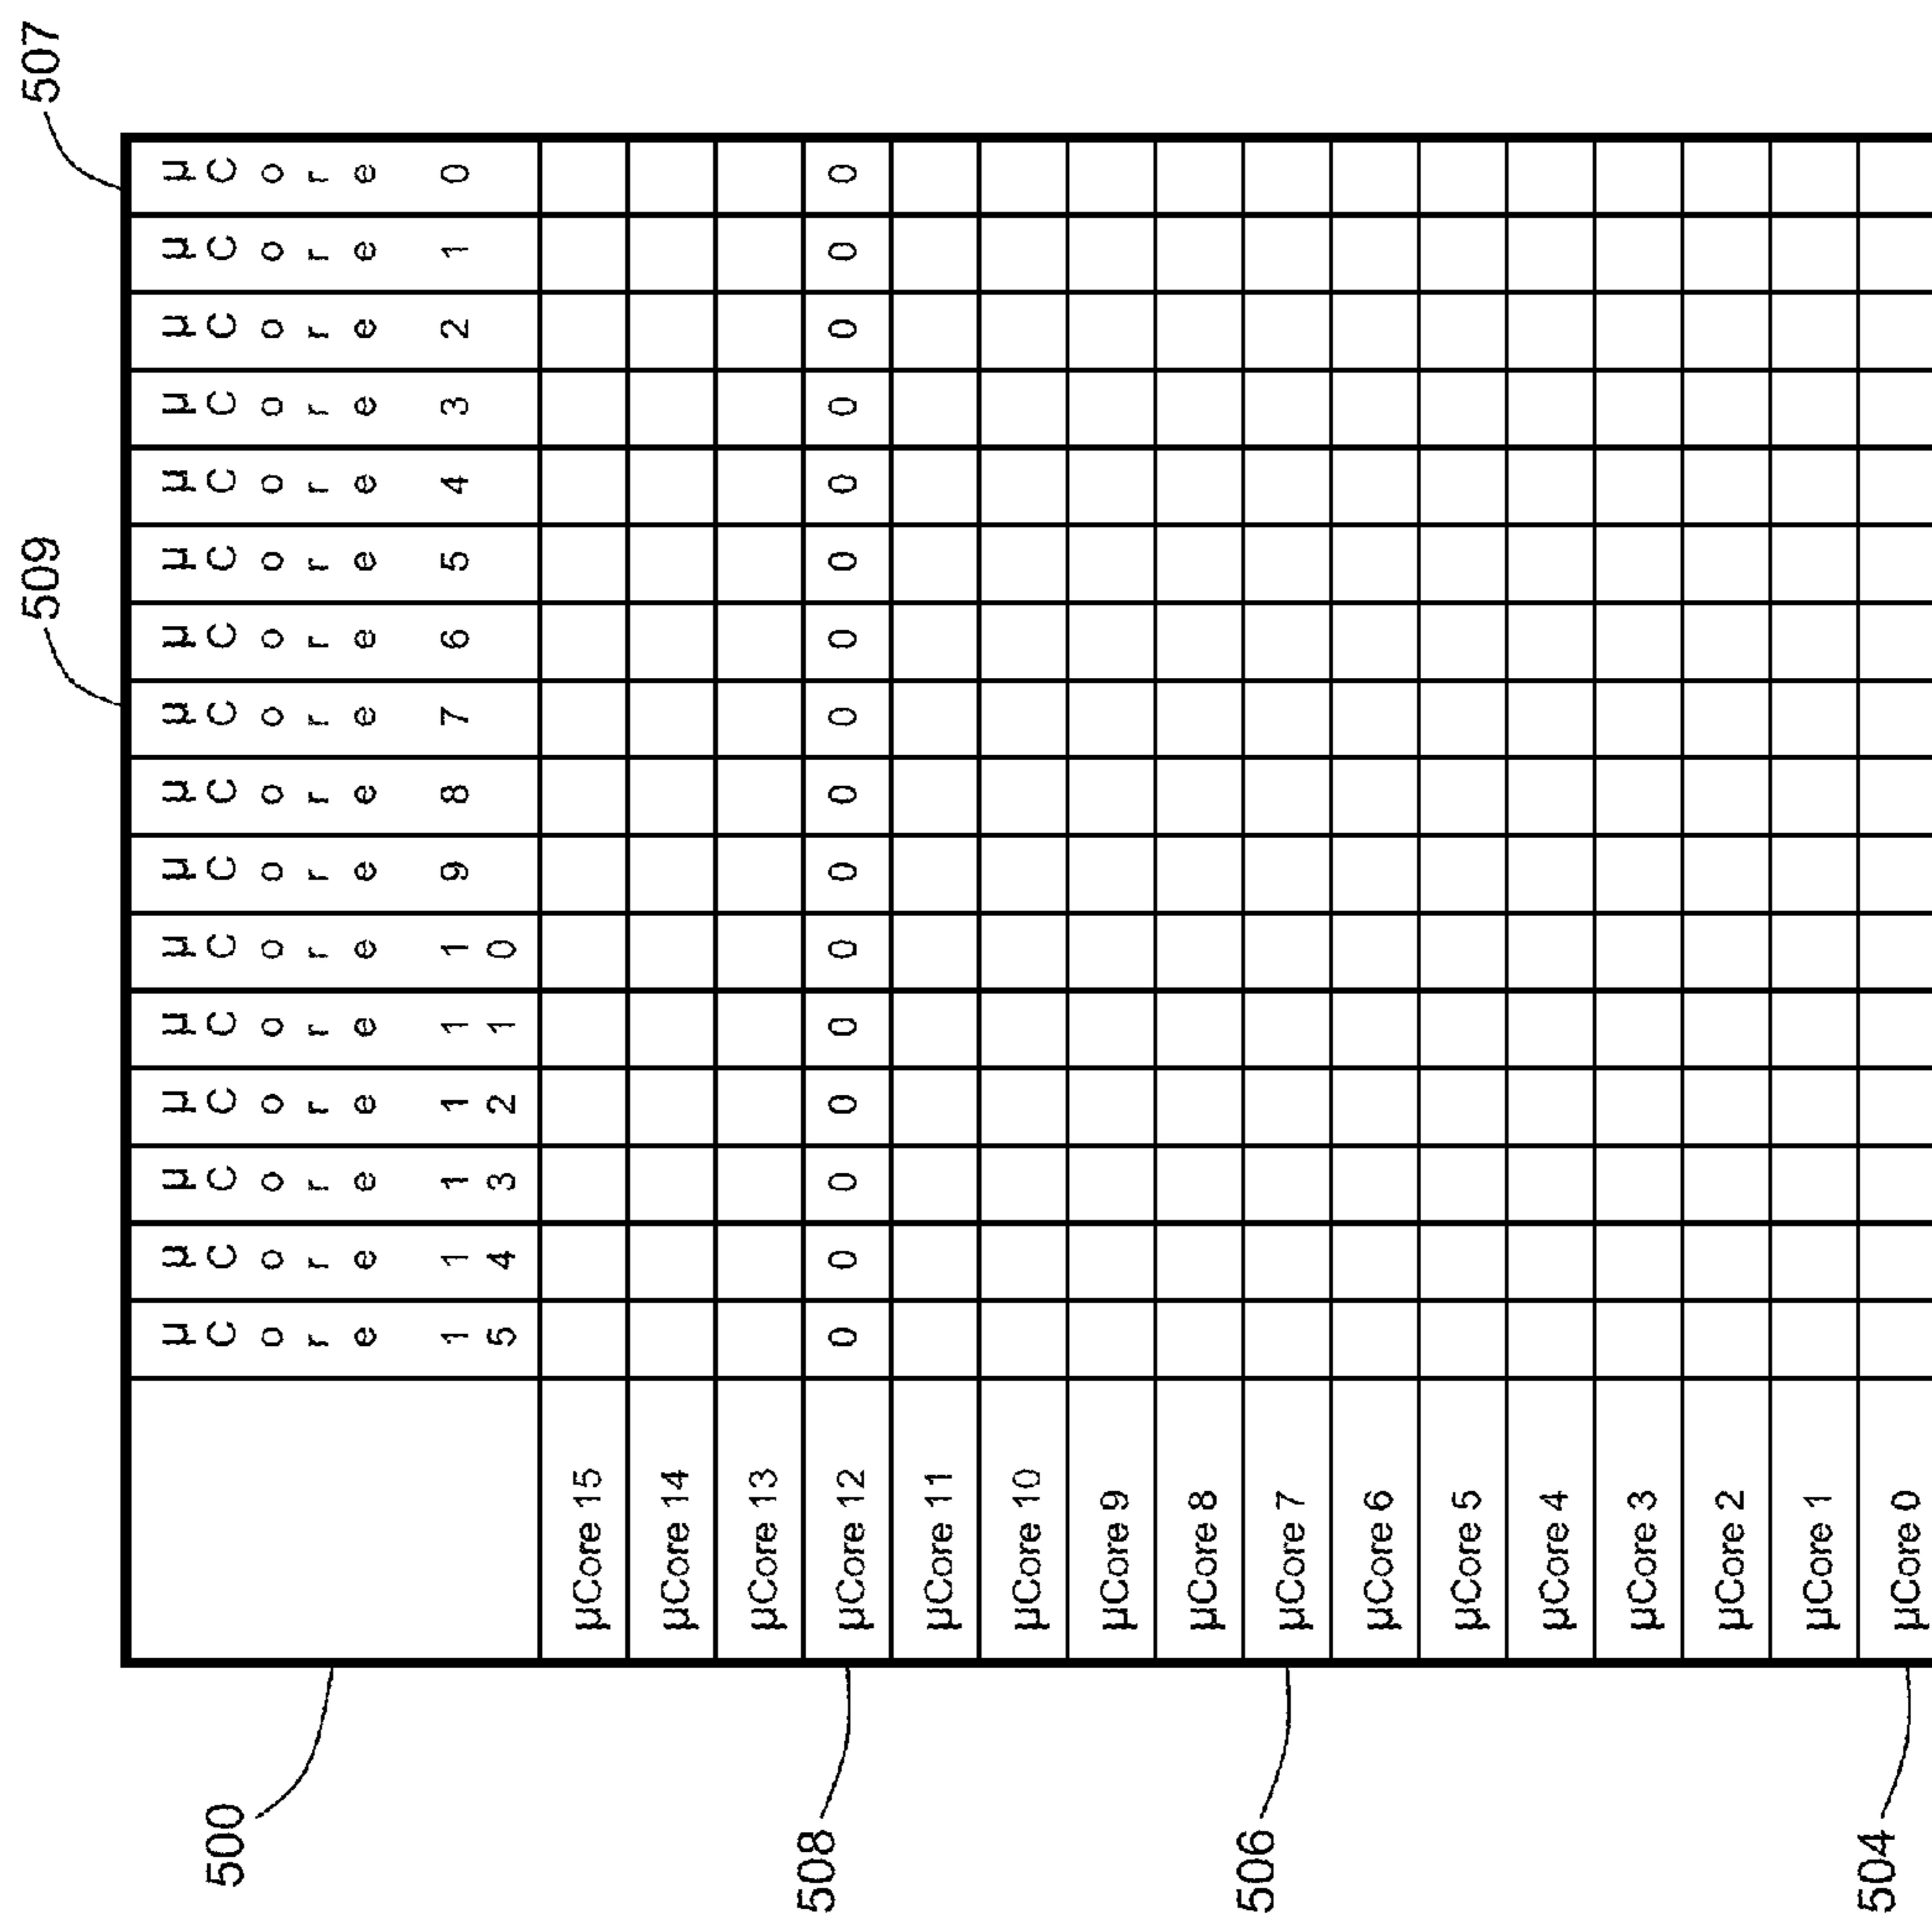 509
507
500
µCore 15
µCore 14
µCore 13
µCore 12
µCore 11
µCore 10
µCore 9
µCore 8
µCore 7
µCore 6
µCore 5
µCore 4
µCore 3
µCore 2
µCore 1
µCore 0
µCore 15
µCore 14
µCore 13
508
µCore 12 0 0 0 0 0 0 0 0 0 0 0 0 0 0 0 0
µCore 11
µCore 10
µCore 9
µCore 8
506
µCore 7
µCore 6
µCore 5
µCore 4
µCore 3
µCore 2
µCore 1
504
µCore 0